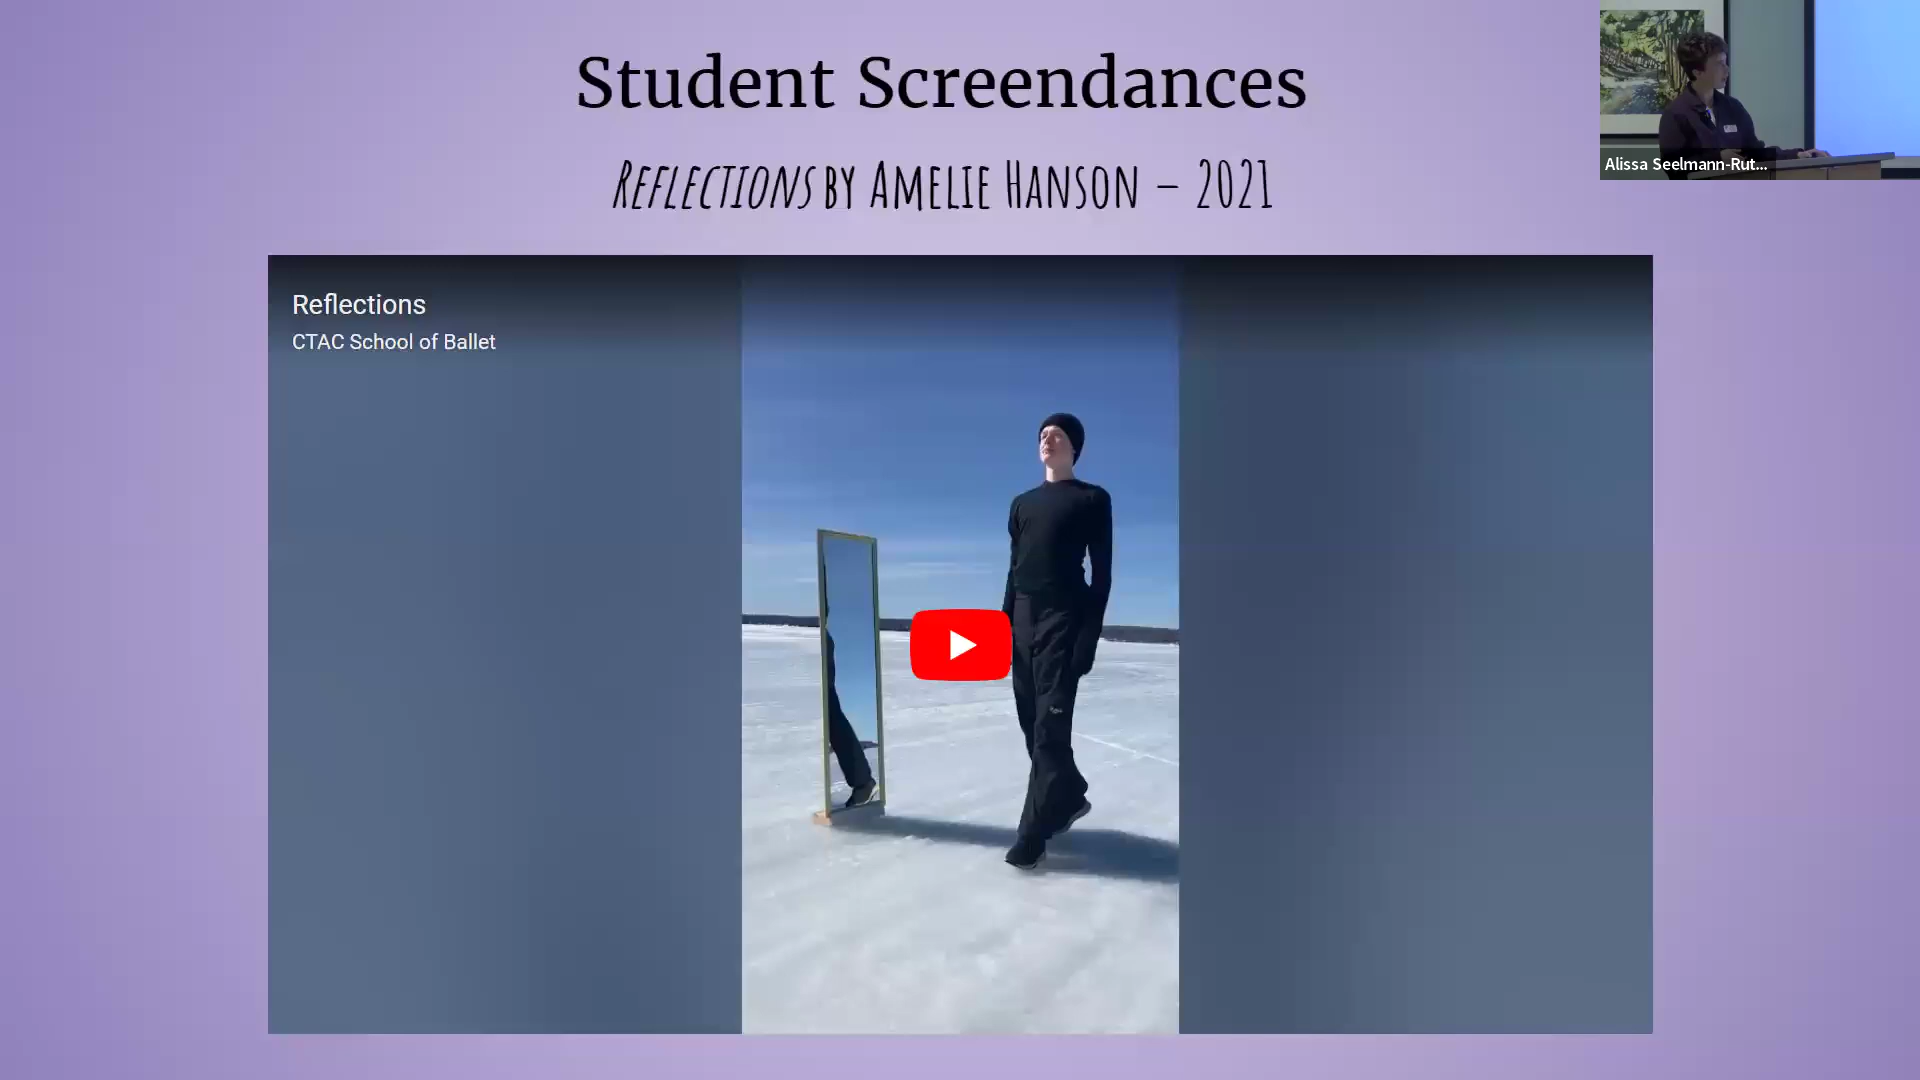 Student Screendances
Reflections by Amelie Hanson – 2021
Alissa Seelmann-Rut...
Reflections
CTAC School of Ballet